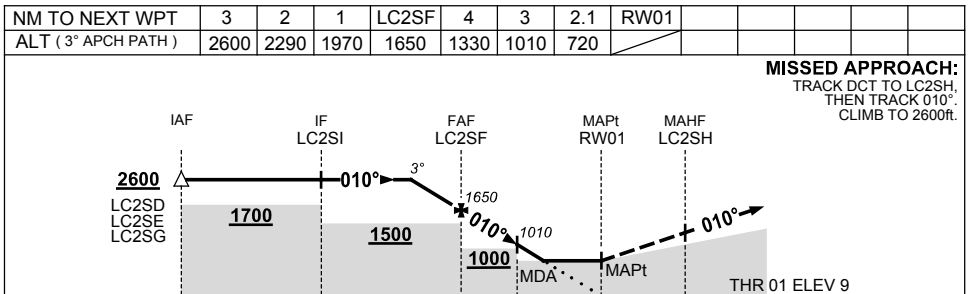 NM TO NEXT WPT 3 2 1 LC2SF 4 3 2.1 RW01
ALT ( 3° APCH PATH ) 2600 2290 1970 1650 1330 1010 720
MISSED APPROACH:
TRACK DCT TO LC2SH,
THEN TRACK 010°.
CLIMB TO 2600ft.
IAF IF FAF MAPt MAHF
LC2SI LC2SF RW01 LC2SH
2600 010° 3°
LC2SD
LC2SE
LC2SG
1700 1650 010° 010°
1500 1010
1000 MDA MAPt
THR 01 ELEV 9